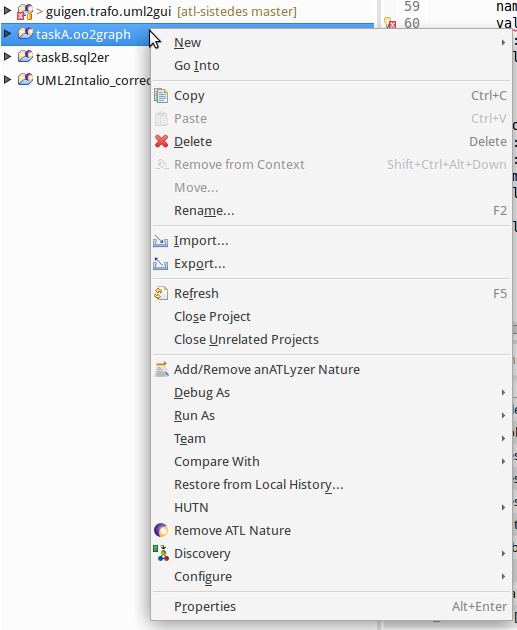 > guigen.trafo.uml2gui [atl-sistedes master]
taskA.oo2graph
taskB.sql2er
UML2Intalio_correc
59 nam
60 val
New
Go Into
Copy Ctrl+C
Paste Ctrl+V
Delete Delete
Remove from Context Shift+Ctrl+Alt+Down
Move...
Rename... F2
Import...
Export...
Refresh F5
Close Project
Close Unrelated Projects
Add/Remove anATLyzer Nature
Debug As
Run As
Team
Compare With
Restore from Local History...
HUTN
Remove ATL Nature
Discovery
Configure
Properties Alt+Enter